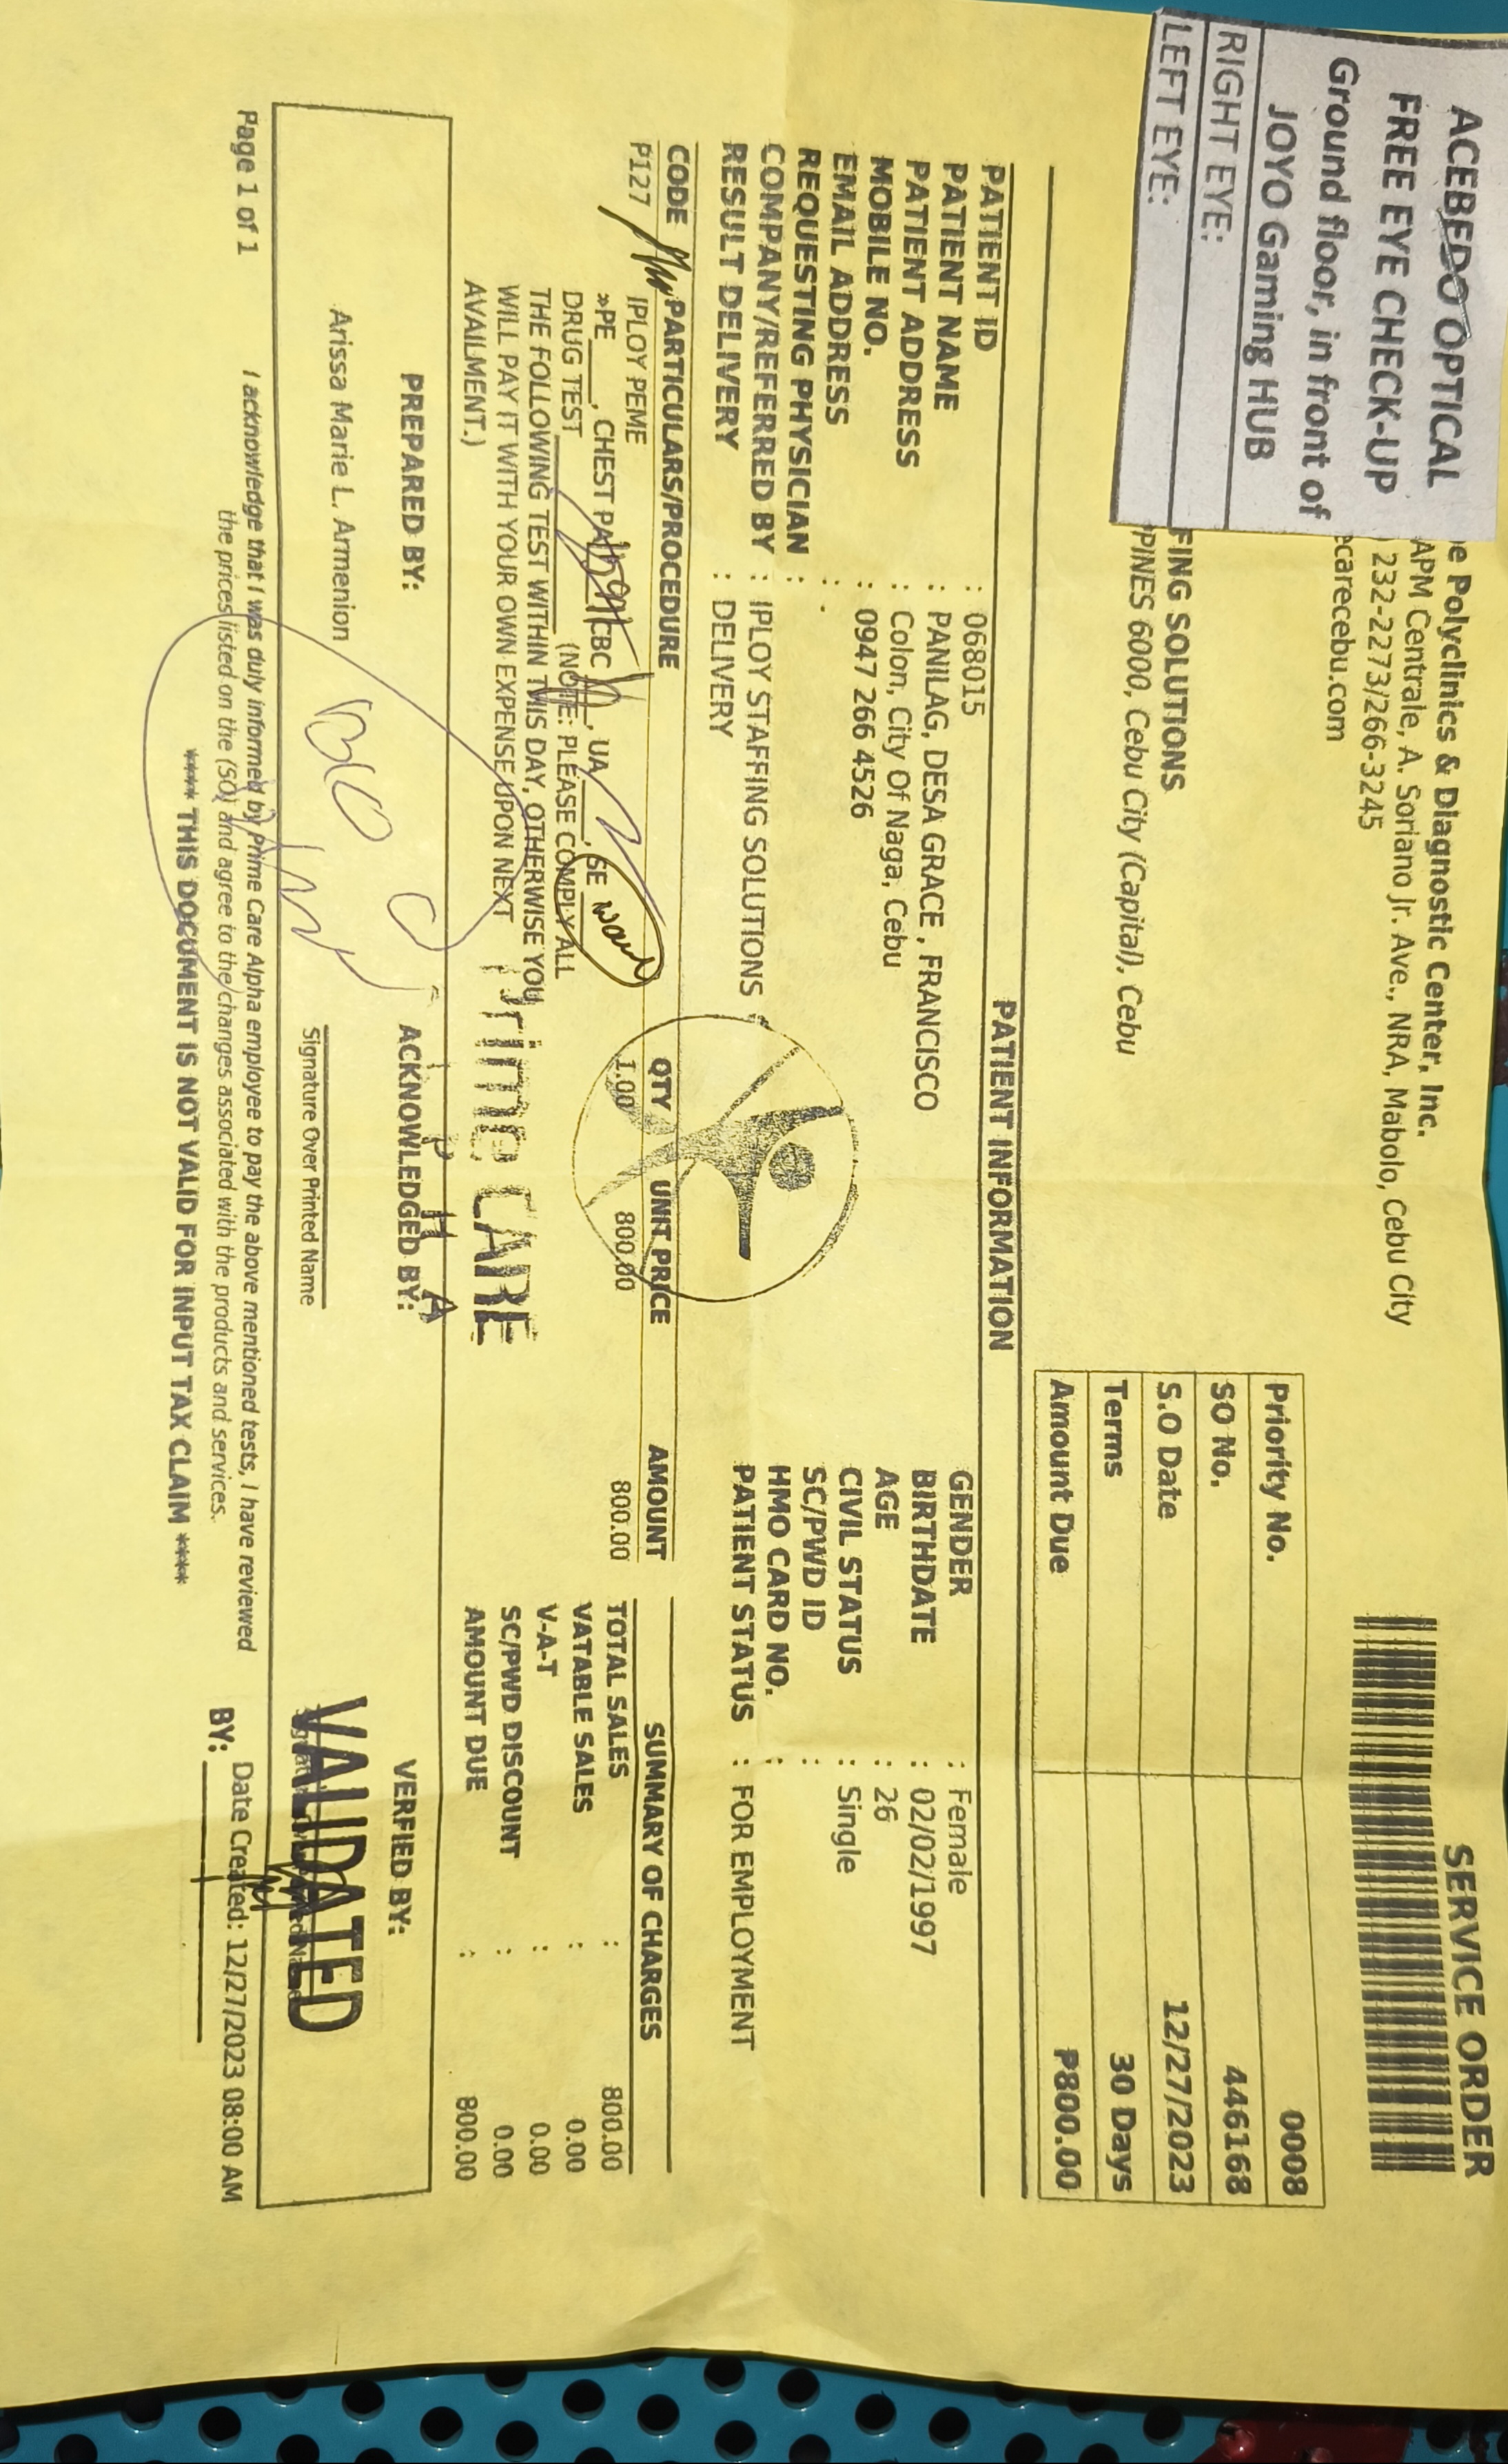 ACEBEDO OPTICAL
FREE EYE CHECK-UP
Ground floor, in front of
JOYO Gaming HUB
RIGHT EYE:
LEFT EYE:
e Polyclinics & Diagnostic Center, Inc.
APM Centrale, A. Soriano Jr. Ave., NRA, Mabolo, Cebu City
232-2273/266-3245
ecarecebu.com
FING SOLUTIONS
PINES 6000, Cebu City (Capital), Cebu
SERVICE ORDER
Priority No. 0008
SO No. 446168
S.O Date 12/27/2023
Terms 30 Days
Amount Due ₱800.00
PATIENT INFORMATION
PATIENT ID : 068015
PATIENT NAME : PANILAG, DESA GRACE , FRANCISCO
PATIENT ADDRESS : Colon, City Of Naga, Cebu
MOBILE NO. : 0947 266 4526
EMAIL ADDRESS : .
REQUESTING PHYSICIAN :
COMPANY/REFERRED BY : IPLOY STAFFING SOLUTIONS
RESULT DELIVERY : DELIVERY
GENDER : Female
BIRTHDATE : 02/02/1997
AGE : 26
CIVIL STATUS : Single
SC/PWD ID :
HMO CARD NO. :
PATIENT STATUS : FOR EMPLOYMENT
CODE PARTICULARS/PROCEDURE QTY UNIT PRICE AMOUNT
P127 IPLOY PEME 1.00 800.00 800.00
»PE____, CHEST PA CBC , UA____, SE
DRUG TEST____ (NOTE: PLEASE COMPLY ALL
THE FOLLOWING TEST WITHIN THIS DAY, OTHERWISE YOU
WILL PAY IT WITH YOUR OWN EXPENSE UPON NEXT
AVAILMENT.)
SUMMARY OF CHARGES
TOTAL SALES : 800.00
VATABLE SALES : 0.00
V-A-T : 0.00
SC/PWD DISCOUNT : 0.00
AMOUNT DUE : 800.00
Prime CARE
A L P H A
PREPARED BY:
Arissa Marie L. Armenion
ACKNOWLEDGED BY:
Signature Over Printed Name
VERFIED BY:
VALIDATED
BY:
I acknowledge that I was duly informed by Prime Care Alpha employee to pay the above mentioned tests, I have reviewed
the prices listed on the (SO) and agree to the changes associated with the products and services.
Page 1 of 1
Date Created: 12/27/2023 08:00 AM
**** THIS DOCUMENT IS NOT VALID FOR INPUT TAX CLAIM ****